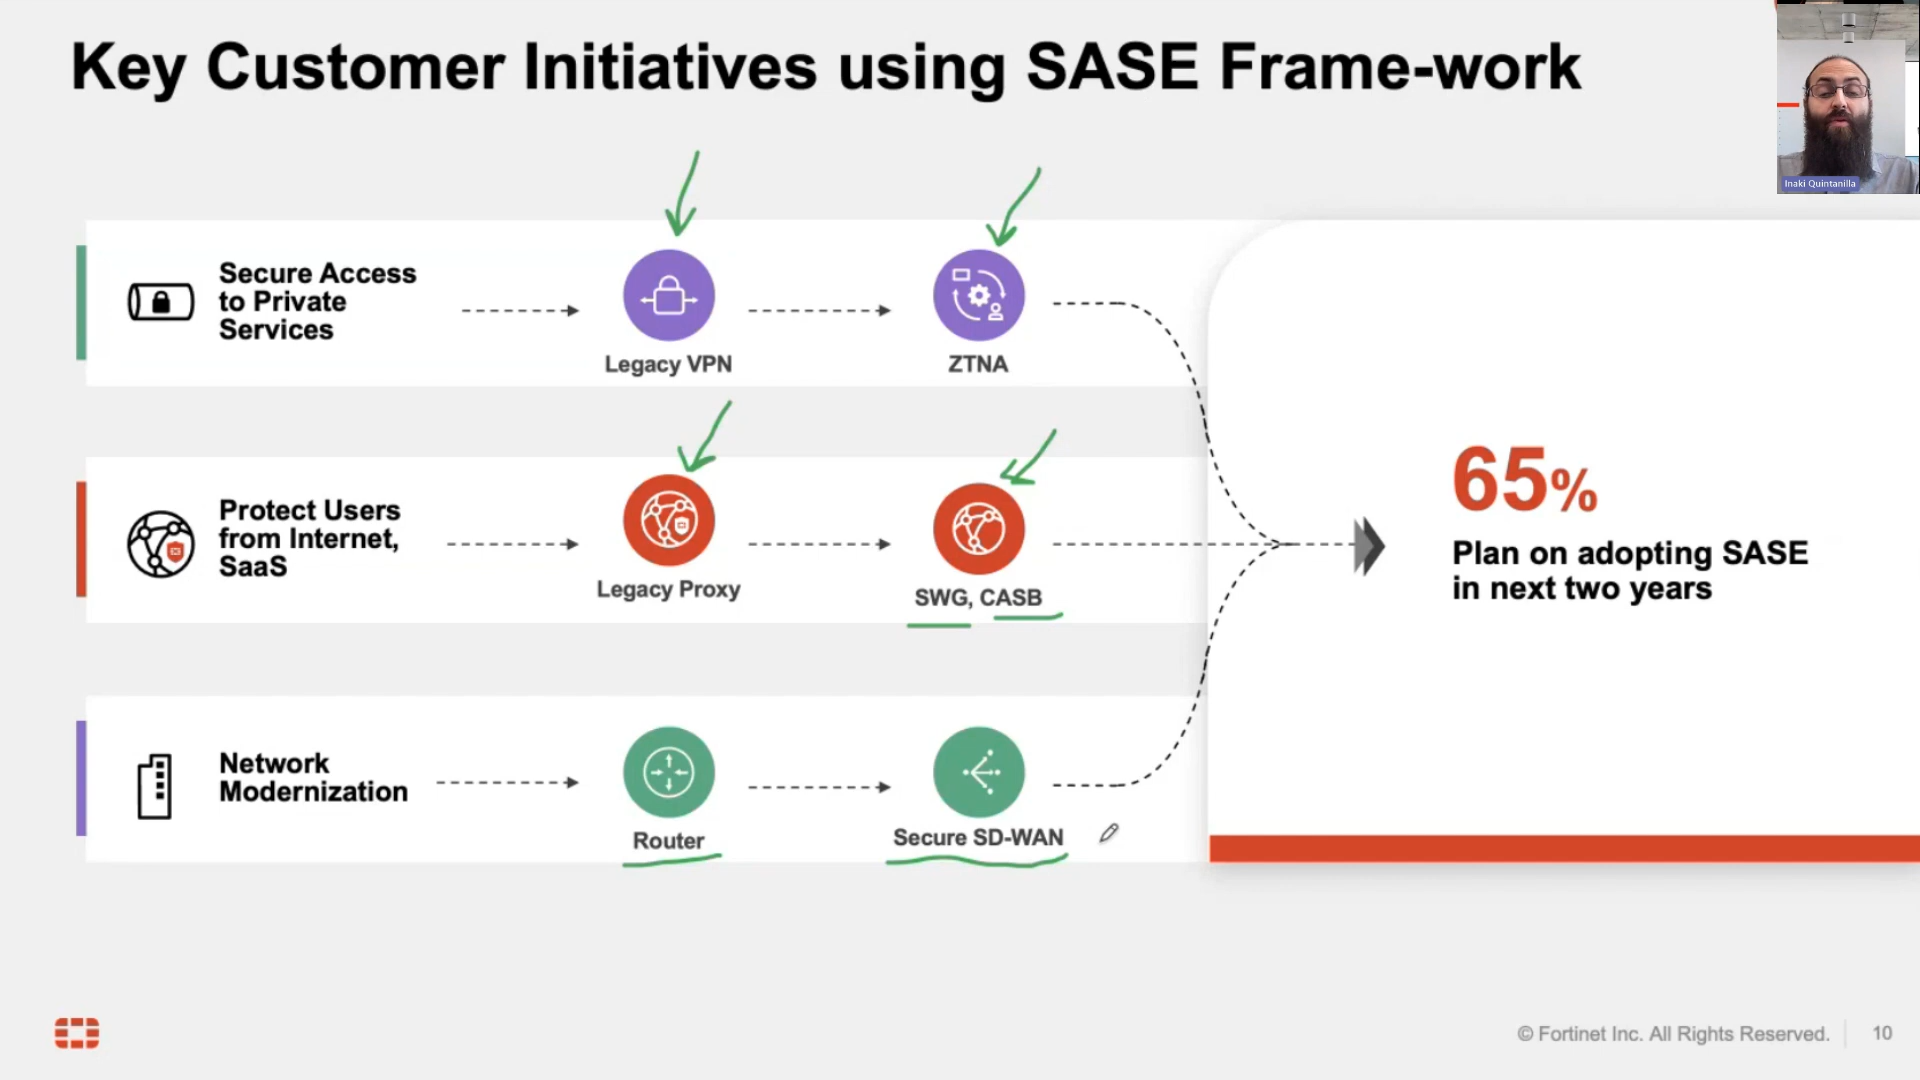 Key Customer Initiatives using SASE Frame-work
Inaki Quintanilla
Secure Access
to Private
Services
Legacy VPN
ZTNA
Protect Users
from Internet,
SaaS
Legacy Proxy
SWG, CASB
65%
Plan on adopting SASE
in next two years
Network
Modernization
Router
Secure SD-WAN
© Fortinet Inc. All Rights Reserved.
10